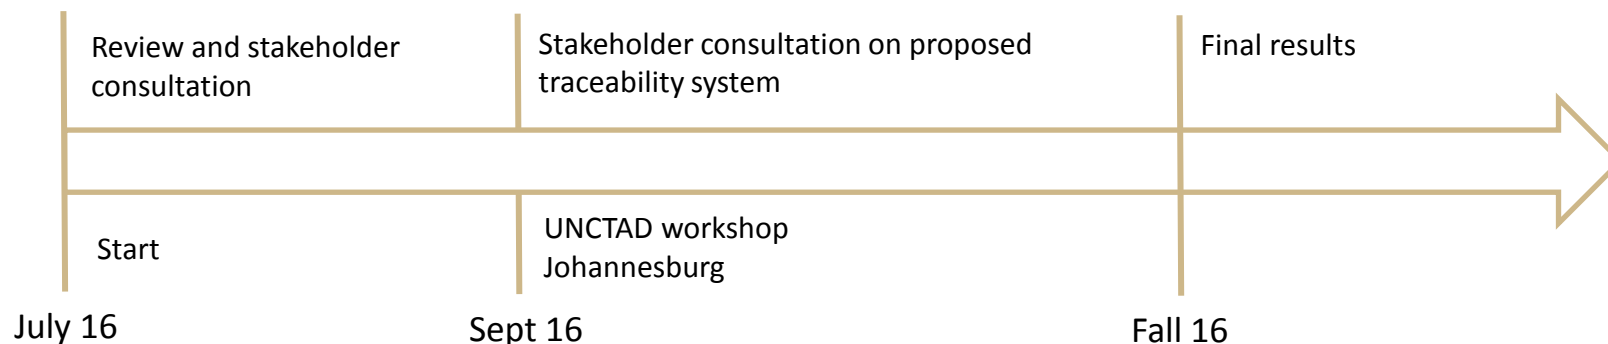 Review and stakeholder
consultation
Stakeholder consultation on proposed
traceability system
Final results
Start
UNCTAD workshop
Johannesburg
July 16
Sept 16
Fall 16